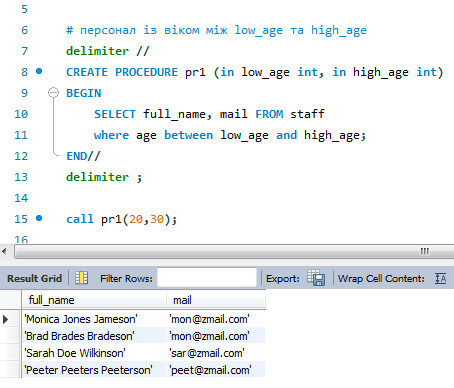 5
6 # персонал із віком між low_age та high_age
7 delimiter //
8 CREATE PROCEDURE pr1 (in low_age int, in high_age int)
9 BEGIN
10 SELECT full_name, mail FROM staff
11 where age between low_age and high_age;
12 END//
13 delimiter ;
14
15 call pr1(20,30);
16
Result Grid Filter Rows: Export: Wrap Cell Content:
full_name mail
'Monica Jones Jameson' 'mon@zmail.com'
'Brad Brades Bradeson' 'mon@zmail.com'
'Sarah Doe Wilkinson' 'sar@zmail.com'
'Peeter Peeters Peeterson' 'peet@zmail.com'